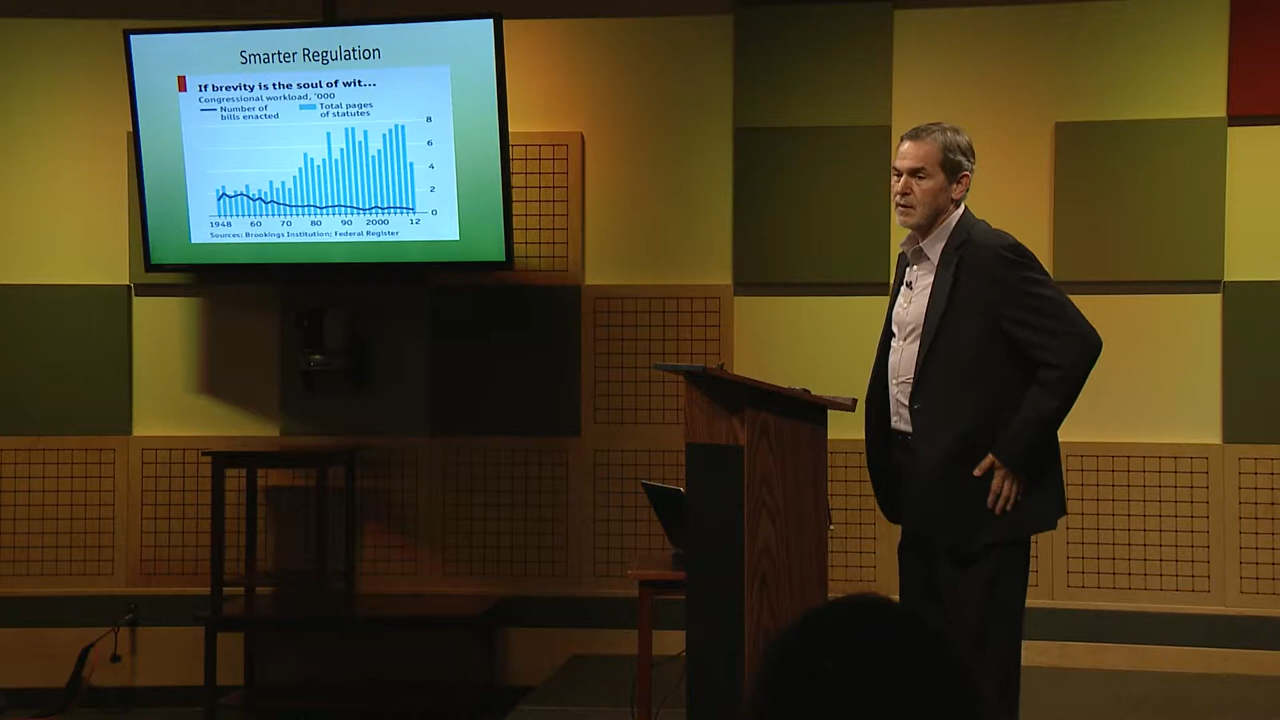 Smarter Regulation
If brevity is the soul of wit...
Congressional workload, '000
Number of bills enacted
Total pages of statutes
8
6
4
2
0
1948 60 70 80 90 2000 12
Sources: Brookings Institution; Federal Register